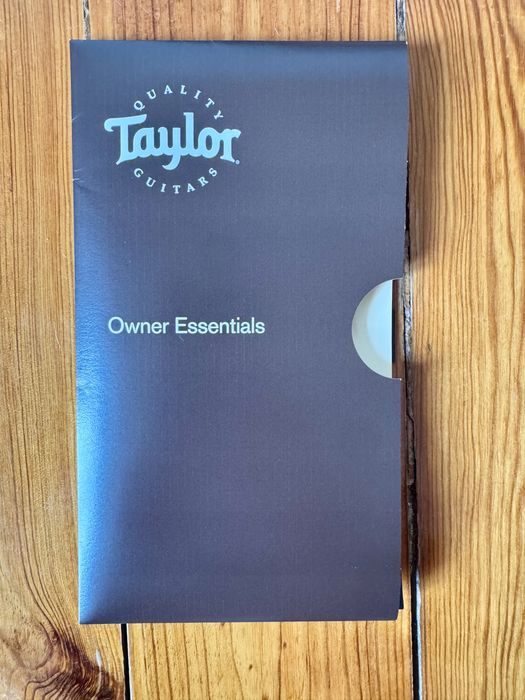 QUALITY
Taylor®
GUITARS
Owner Essentials